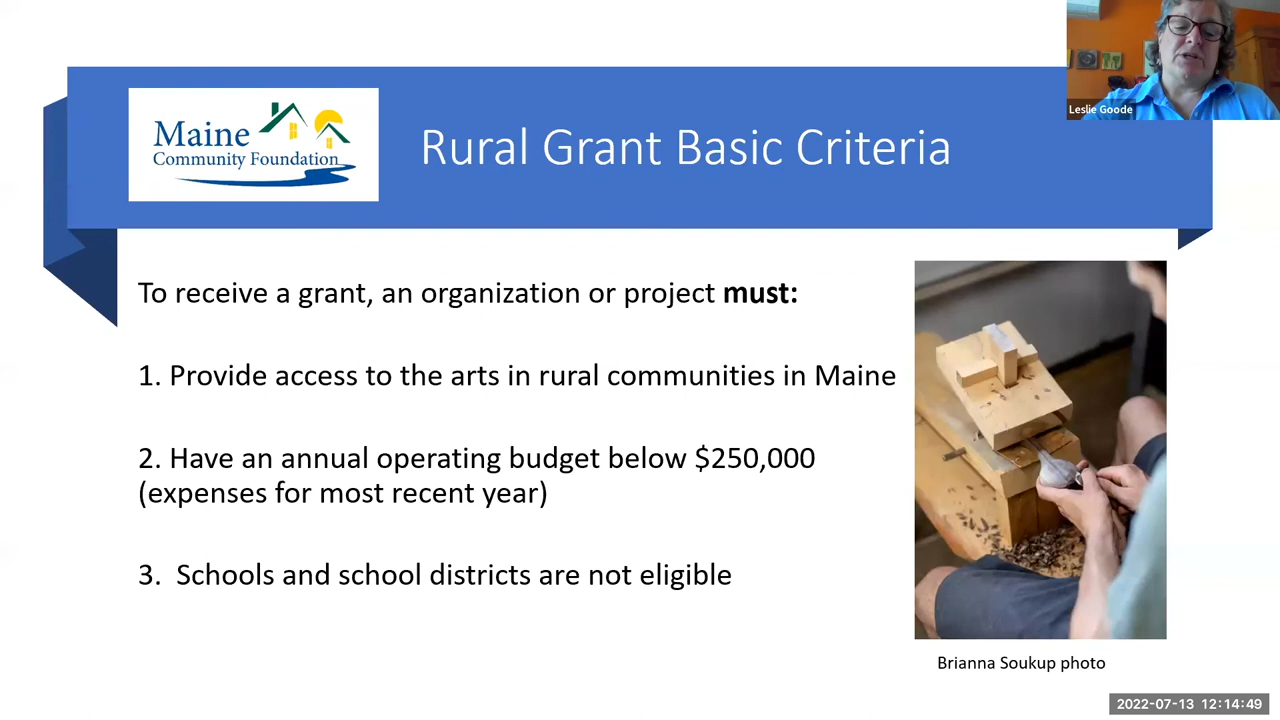 Leslie Goode
Maine
Community Foundation
Rural Grant Basic Criteria
To receive a grant, an organization or project must:
1. Provide access to the arts in rural communities in Maine
2. Have an annual operating budget below $250,000
(expenses for most recent year)
3. Schools and school districts are not eligible
Brianna Soukup photo
2022-07-13 12:14:49